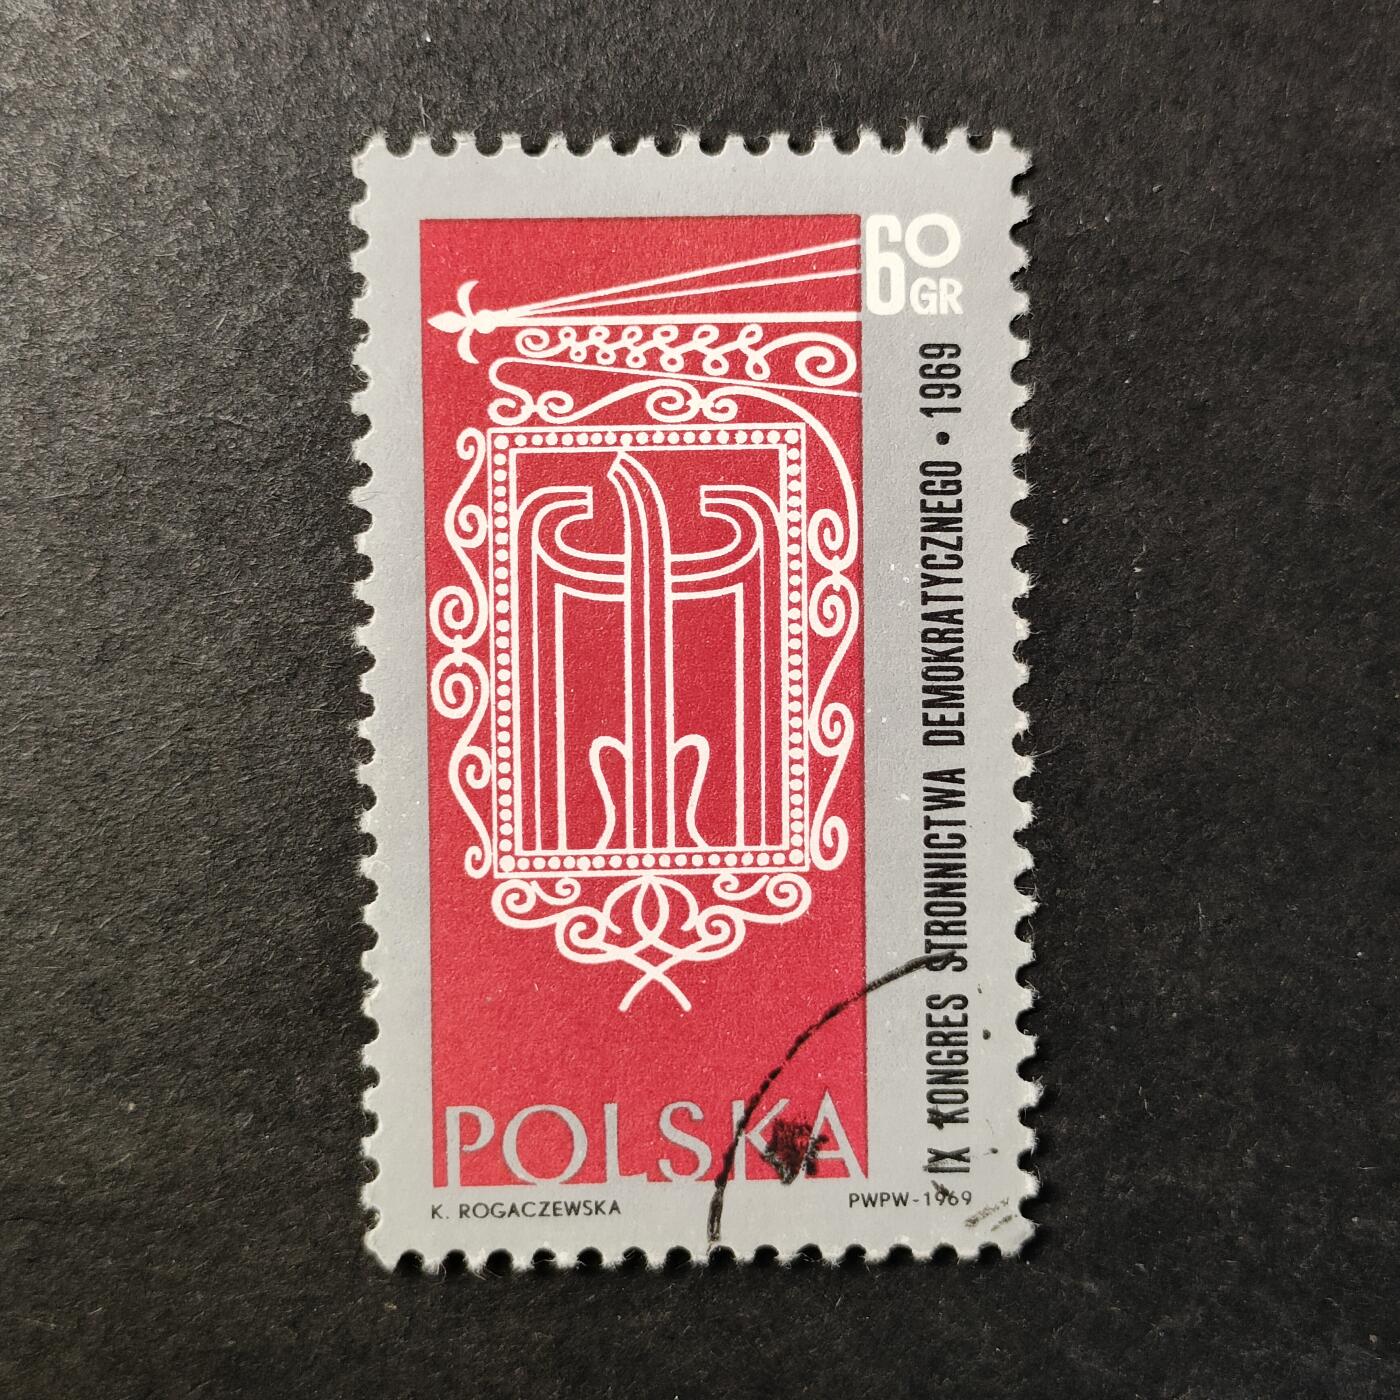 60
GR
IX KONGRES STRONNICTWA DEMOKRATYCZNEGO • 1969
POLSKA
K. ROGACZEWSKA
PWPW-1969